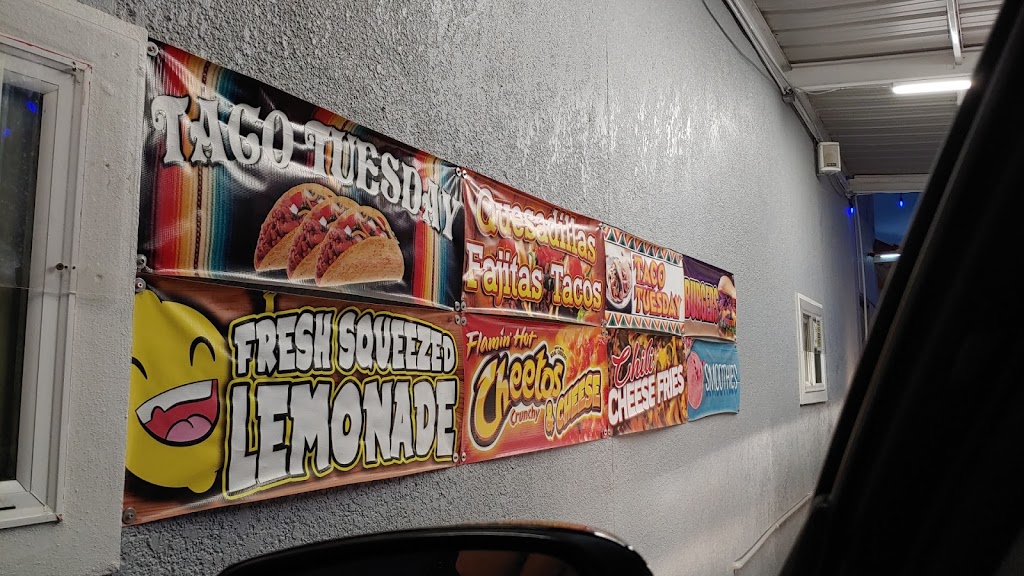 TACO TUESDAY
Quesadillas
Fajitas Tacos
TACO
TUESDAY
BURGERS
FRESH SQUEEZED
LEMONADE
Flamin' Hot
Cheetos
Crunchy
& CHEESE
Chili
CHEESE FRIES
SMOOTHIES